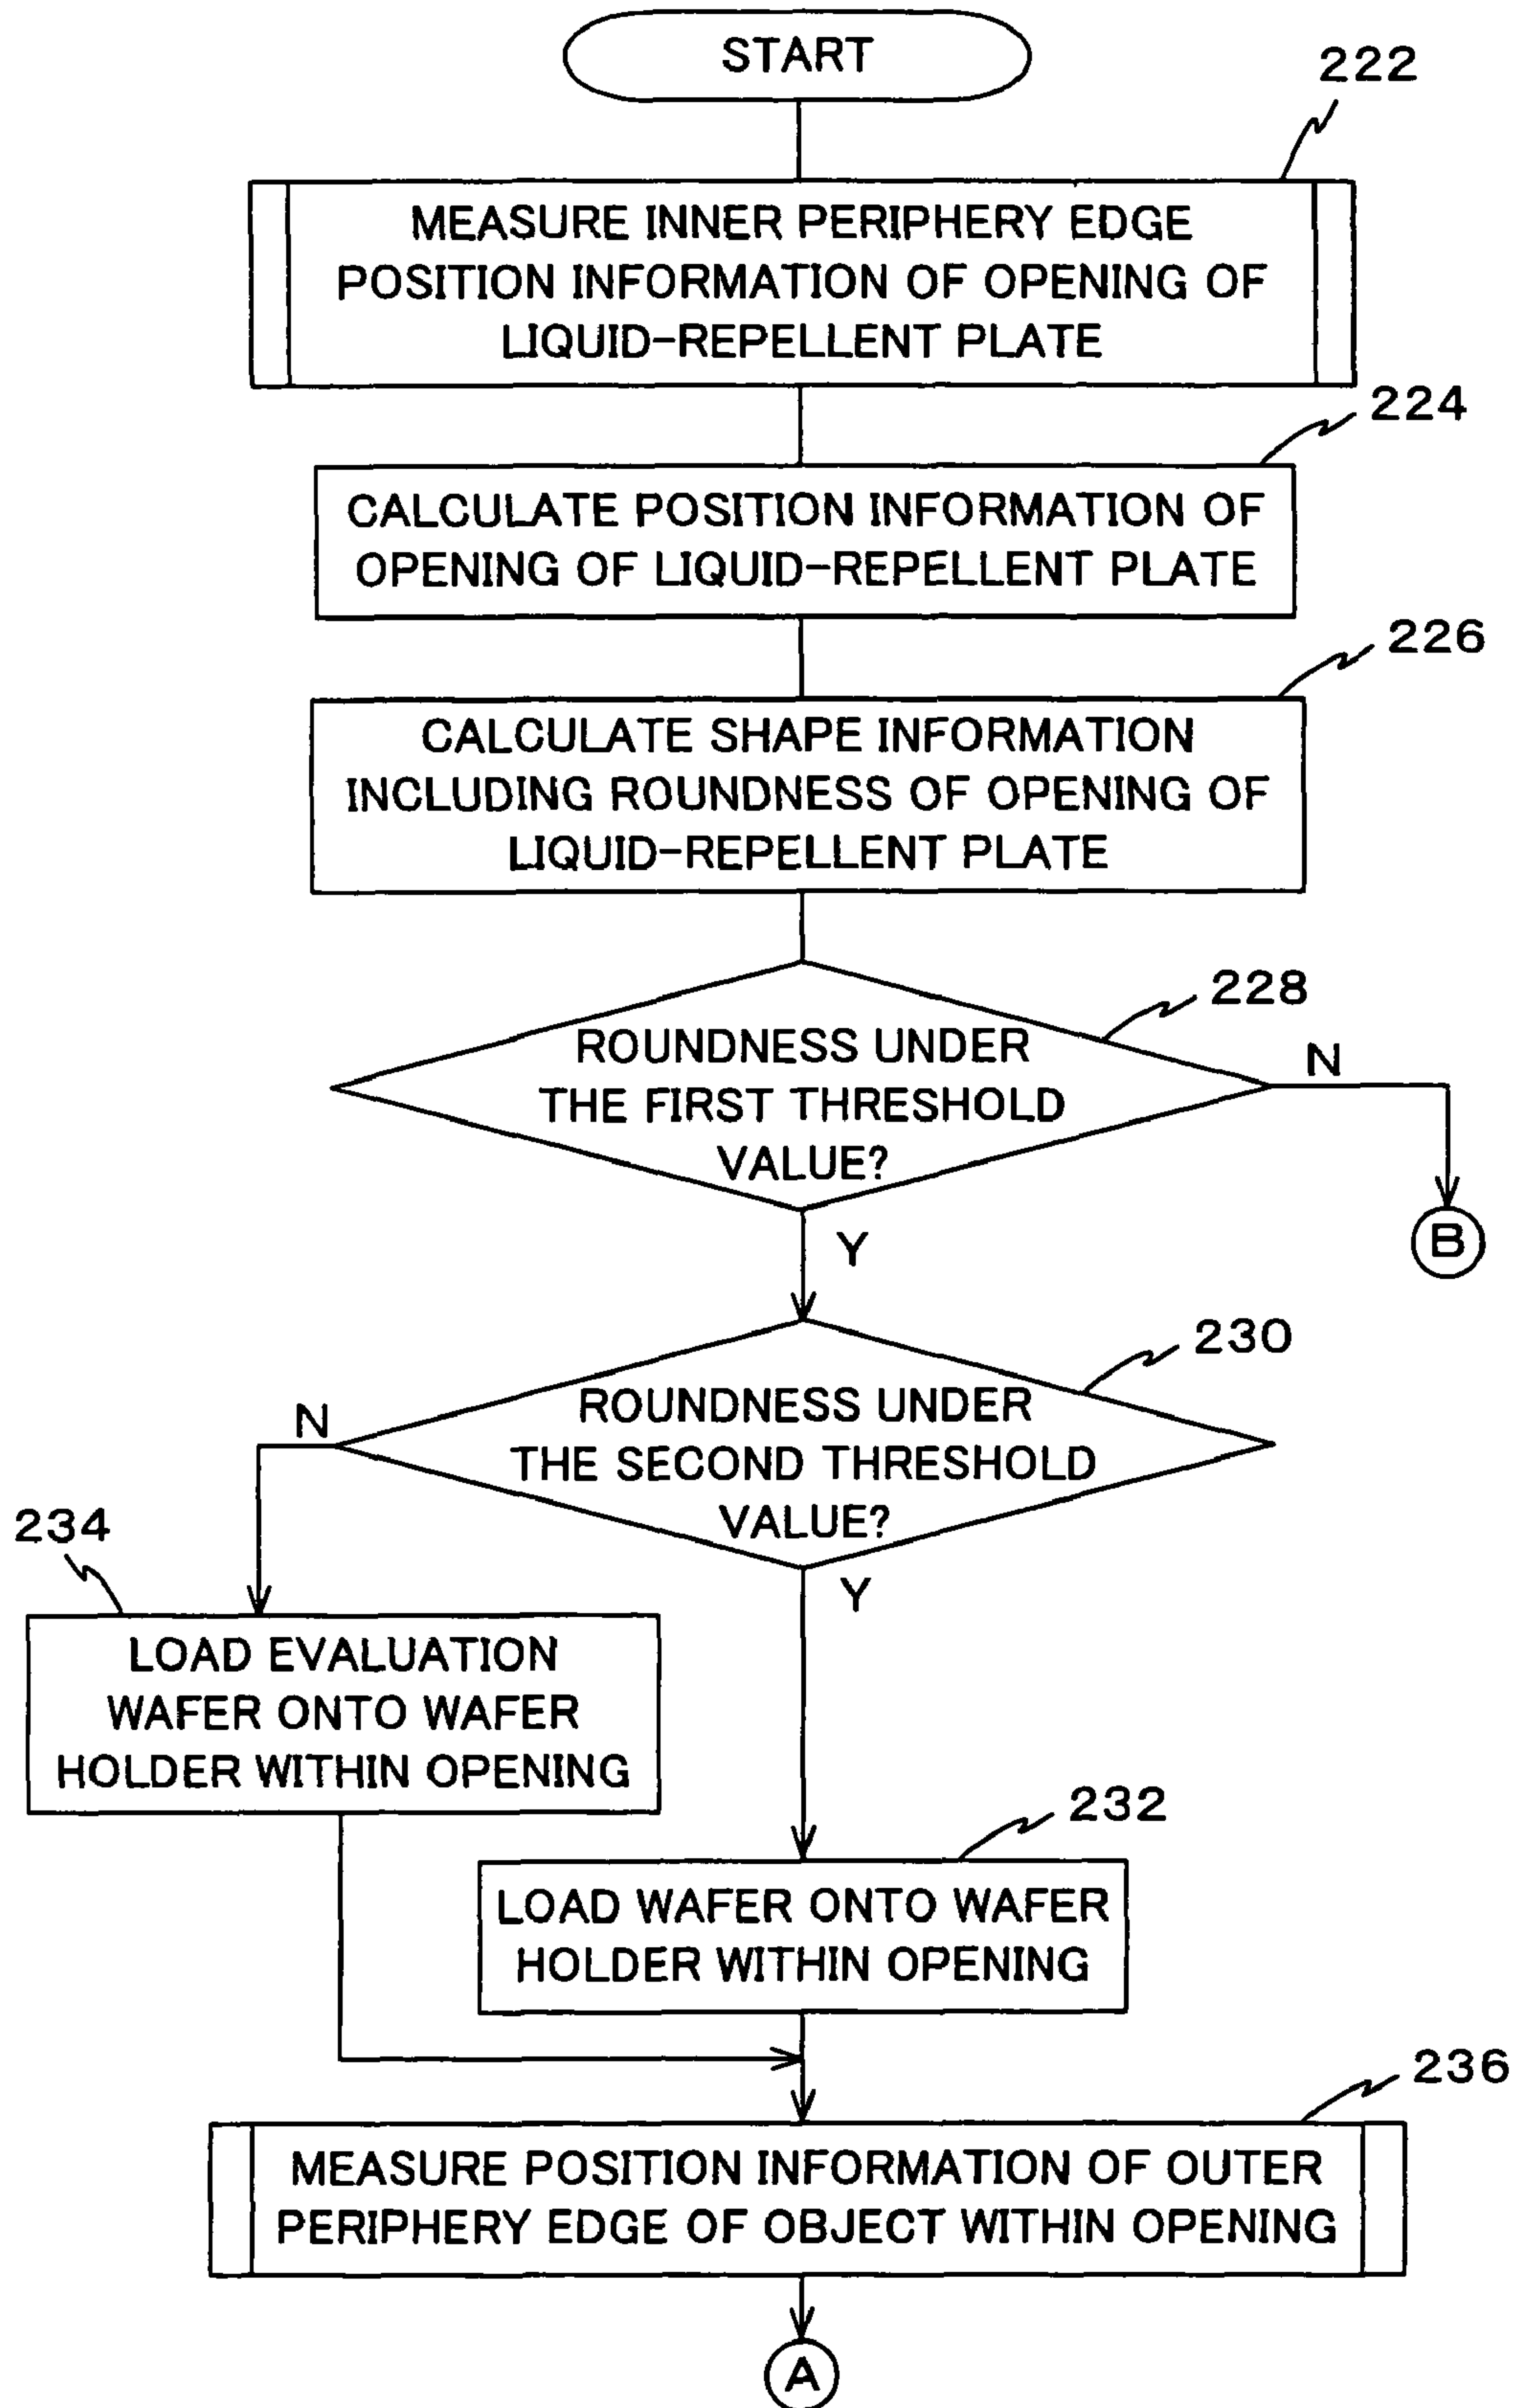 START
222
MEASURE INNER PERIPHERY EDGE
POSITION INFORMATION OF OPENING OF
LIQUID-REPELLENT PLATE
224
CALCULATE POSITION INFORMATION OF
OPENING OF LIQUID-REPELLENT PLATE
226
CALCULATE SHAPE INFORMATION
INCLUDING ROUNDNESS OF OPENING OF
LIQUID-REPELLENT PLATE
228
ROUNDNESS UNDER
THE FIRST THRESHOLD
VALUE?
N
B
Y
230
ROUNDNESS UNDER
THE SECOND THRESHOLD
VALUE?
N
Y
234
LOAD EVALUATION
WAFER ONTO WAFER
HOLDER WITHIN OPENING
232
LOAD WAFER ONTO WAFER
HOLDER WITHIN OPENING
236
MEASURE POSITION INFORMATION OF OUTER
PERIPHERY EDGE OF OBJECT WITHIN OPENING
A